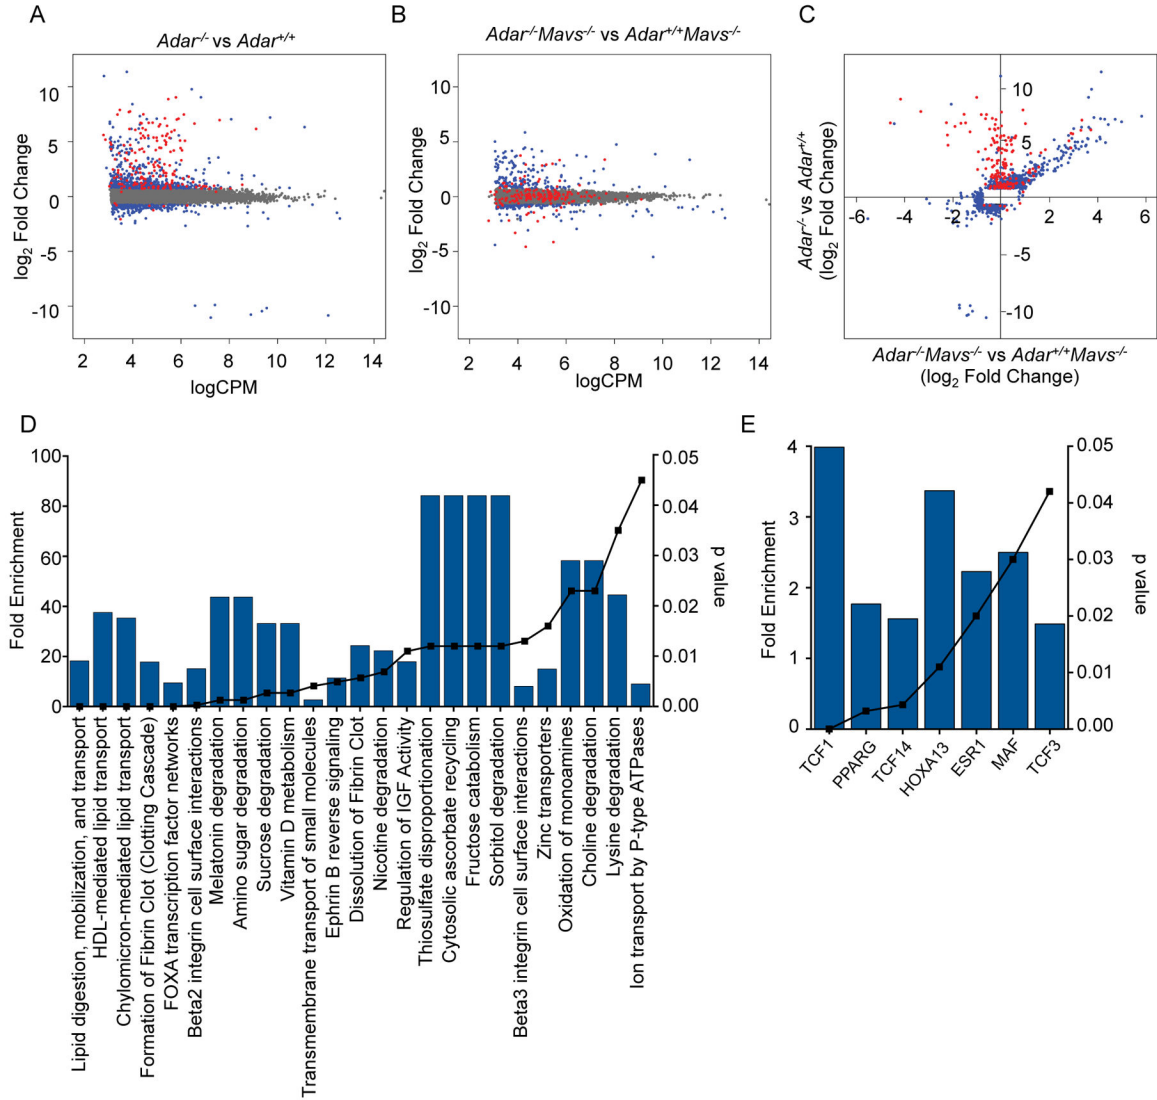 A
Adar-/- vs Adar+/+
10
5
0
-5
-10
log2 Fold Change
2
4
6
8
10
12
14
logCPM
B
Adar-/-Mavs-/- vs Adar+/+Mavs-/-
10
5
0
-5
-10
log2 Fold Change
2
4
6
8
10
12
14
logCPM
C
10
5
-5
-10
-6
-4
-2
2
4
6
Adar-/- vs Adar+/+
(log2 Fold Change)
Adar-/-Mavs-/- vs Adar+/+Mavs-/-
(log2 Fold Change)
D
100
80
60
40
20
0
Fold Enrichment
0.05
0.04
0.03
0.02
0.01
0.00
p value
Lipid digestion, mobilization, and transport
HDL-mediated lipid transport
Chylomicron-mediated lipid transport
Formation of Fibrin Clot (Clotting Cascade)
FOXA transcription factor networks
Beta2 integrin cell surface interactions
Melatonin degradation
Amino sugar degradation
Sucrose degradation
Vitamin D metabolism
Transmembrane transport of small molecules
Ephrin B reverse signaling
Dissolution of Fibrin Clot
Nicotine degradation
Regulation of IGF Activity
Thiosulfate disproportionation
Cytosolic ascorbate recycling
Fructose catabolism
Sorbitol degradation
Beta3 integrin cell surface interactions
Zinc transporters
Oxidation of monoamines
Choline degradation
Lysine degradation
Ion transport by P-type ATPases
E
4
3
2
1
0
Fold Enrichment
0.05
0.04
0.03
0.02
0.01
0.00
p value
TCF1
PPARG
TCF14
HOXA13
ESR1
MAF
TCF3